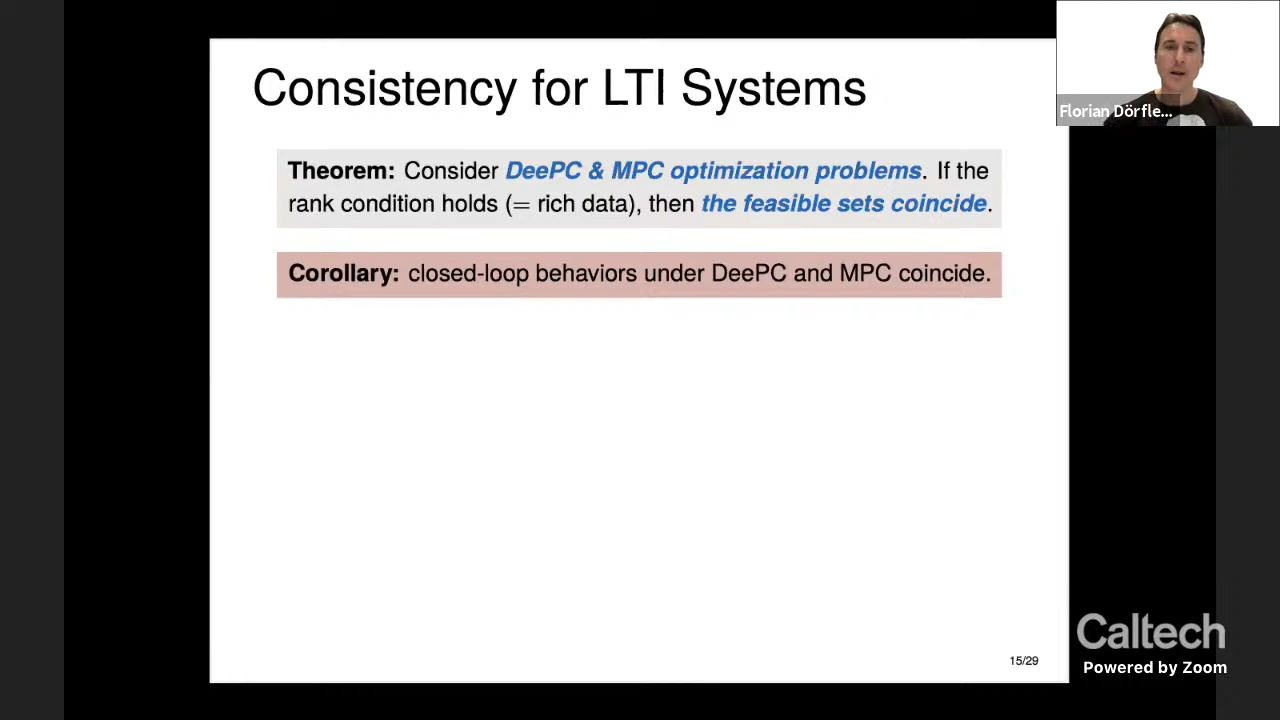 Consistency for LTI Systems
Theorem: Consider DeePC & MPC optimization problems. If the
rank condition holds (= rich data), then the feasible sets coincide.
Corollary: closed-loop behaviors under DeePC and MPC coincide.
15/29
Florian Dörfle...
Caltech
Powered by Zoom